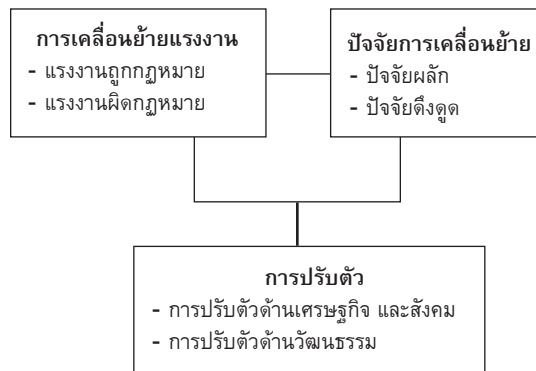 การเคลื่อนย้ายแรงงาน
- แรงงานถูกกฎหมาย
- แรงงานผิดกฎหมาย
ปัจจัยการเคลื่อนย้าย
- ปัจจัยผลัก
- ปัจจัยดึงดูด
การปรับตัว
- การปรับตัวด้านเศรษฐกิจ และสังคม
- การปรับตัวด้านวัฒนธรรม